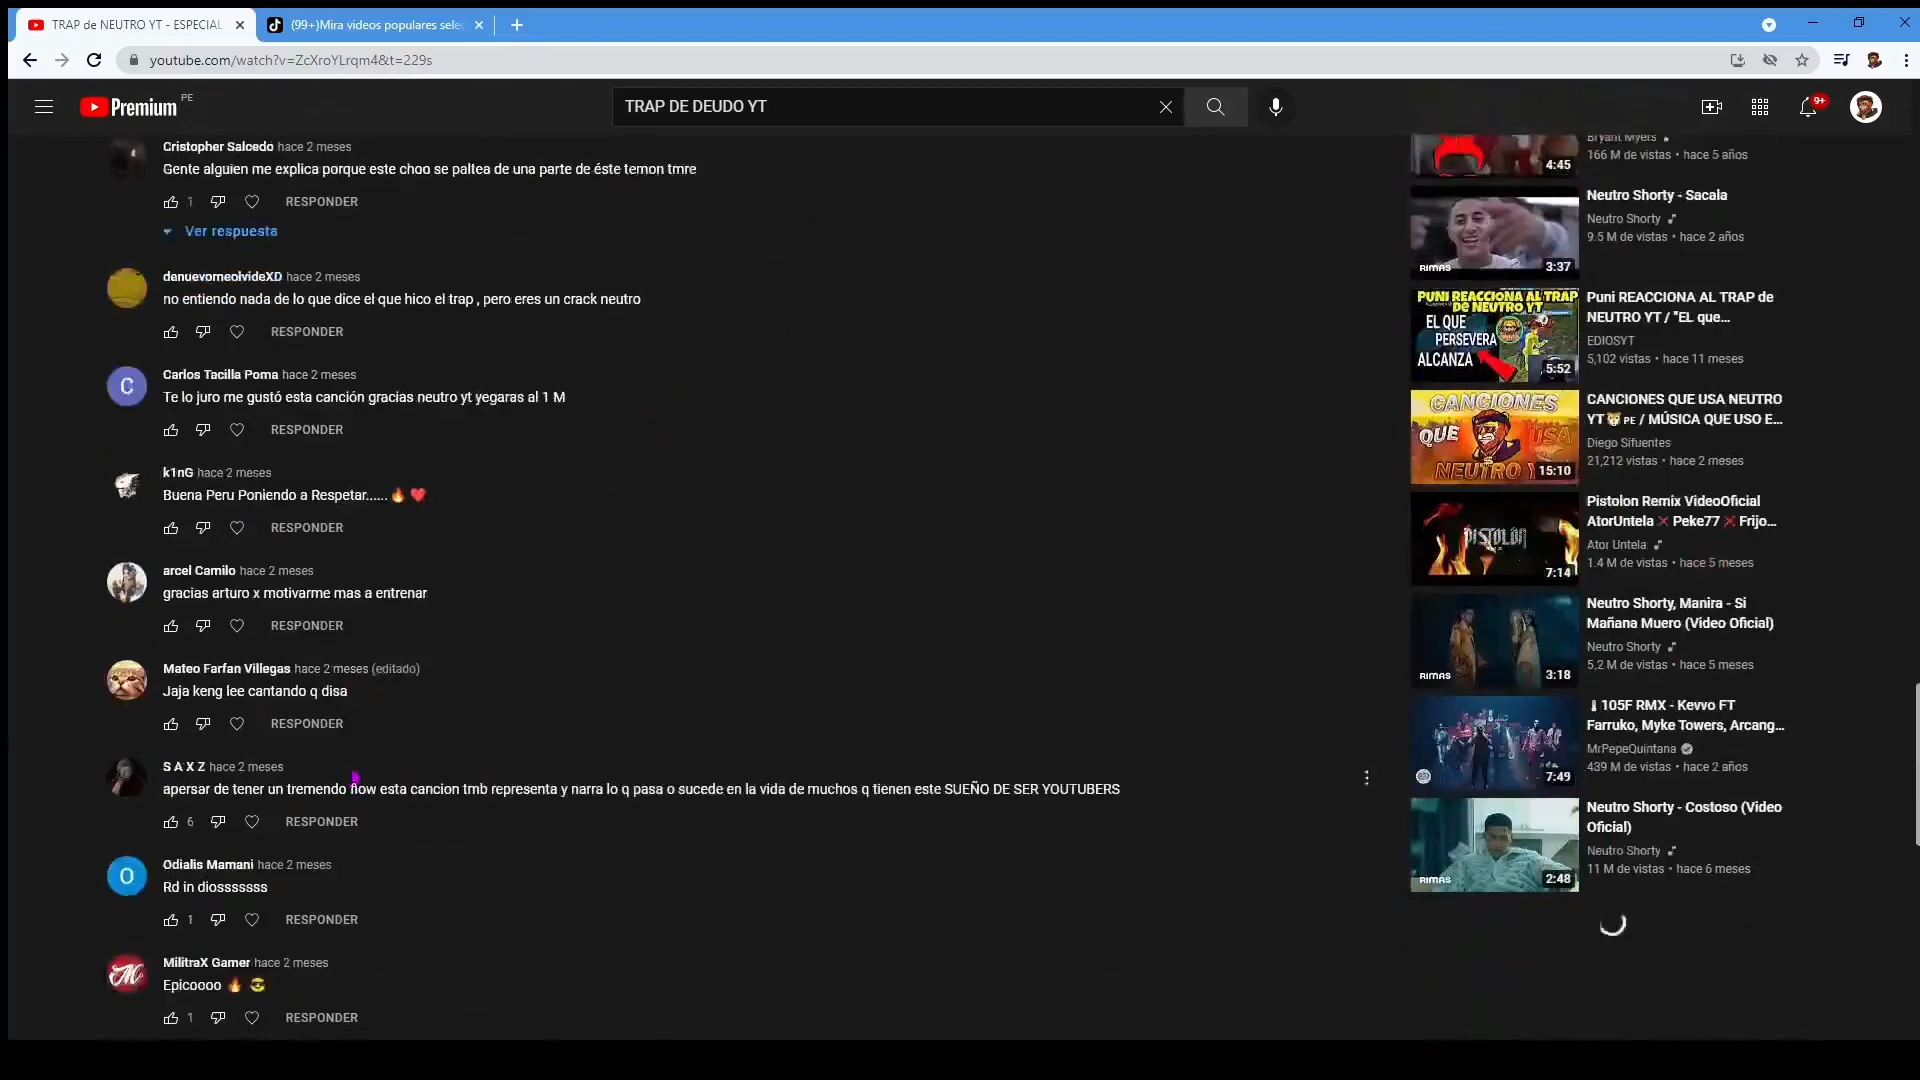 TRAP de NEUTRO YT - ESPECIAL
(99+)Mira videos populares sele
youtube.com/watch?v=ZcXroYLrqm4&t=229s
Premium PE
TRAP DE DEUDO YT
9+
Cristopher Salcedo hace 2 meses
Gente alguien me explica porque este choo se paltea de una parte de éste temon tmre
1 RESPONDER
Ver respuesta
denuevomeolvideXD hace 2 meses
no entiendo nada de lo que dice el que hico el trap , pero eres un crack neutro
RESPONDER
C
Carlos Tacilla Poma hace 2 meses
Te lo juro me gustó esta canción gracias neutro yt yegaras al 1 M
RESPONDER
k1nG hace 2 meses
Buena Peru Poniendo a Respetar...... 🔥 ❤️
RESPONDER
arcel Camilo hace 2 meses
gracias arturo x motivarme mas a entrenar
RESPONDER
Mateo Farfan Villegas hace 2 meses (editado)
Jaja keng lee cantando q disa
RESPONDER
S A X Z hace 2 meses
apersar de tener un tremendo flow esta cancion tmb representa y narra lo q pasa o sucede en la vida de muchos q tienen este SUEÑO DE SER YOUTUBERS
6 RESPONDER
O
Odialis Mamani hace 2 meses
Rd in diosssssss
1 RESPONDER
M
MilitraX Gamer hace 2 meses
Epicoooo 🔥 😎
1 RESPONDER
4:45
Bryant Myers
166 M de vistas • hace 5 años
RIMAS
3:37
Neutro Shorty - Sacala
Neutro Shorty
9.5 M de vistas • hace 2 años
PUNI REACCIONA AL TRAP
de NEUTRO YT
EL QUE
PERSEVERA
ALCANZA
5:52
Puni REACCIONA AL TRAP de
NEUTRO YT / "EL que...
EDIOSYT
5,102 vistas • hace 11 meses
CANCIONES
QUE USA
NEUTRO Y
15:10
CANCIONES QUE USA NEUTRO
YT🐯🇵🇪 / MÚSICA QUE USO E...
Diego Sifuentes
21,212 vistas • hace 2 meses
PISTOLÓN
7:14
Pistolon Remix VideoOficial
AtorUntela ❌ Peke77 ❌ Frijo...
Ator Untela
1.4 M de vistas • hace 5 meses
RIMAS
3:18
Neutro Shorty, Manira - Si
Mañana Muero (Video Oficial)
Neutro Shorty
5.2 M de vistas • hace 5 meses
7:49
🌡105F RMX - Kevvo FT
Farruko, Myke Towers, Arcang...
MrPepeQuintana
439 M de vistas • hace 2 años
RIMAS
2:48
Neutro Shorty - Costoso (Video
Oficial)
Neutro Shorty
11 M de vistas • hace 6 meses